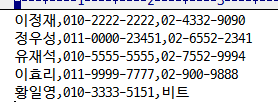 이정재,010-2222-2222,02-4332-9090
정우성,011-0000-23451,02-6552-2341
유재석,010-5555-5555,02-7552-9994
이효리,011-9999-7777,02-900-9888
황일영,010-3333-5151,비트